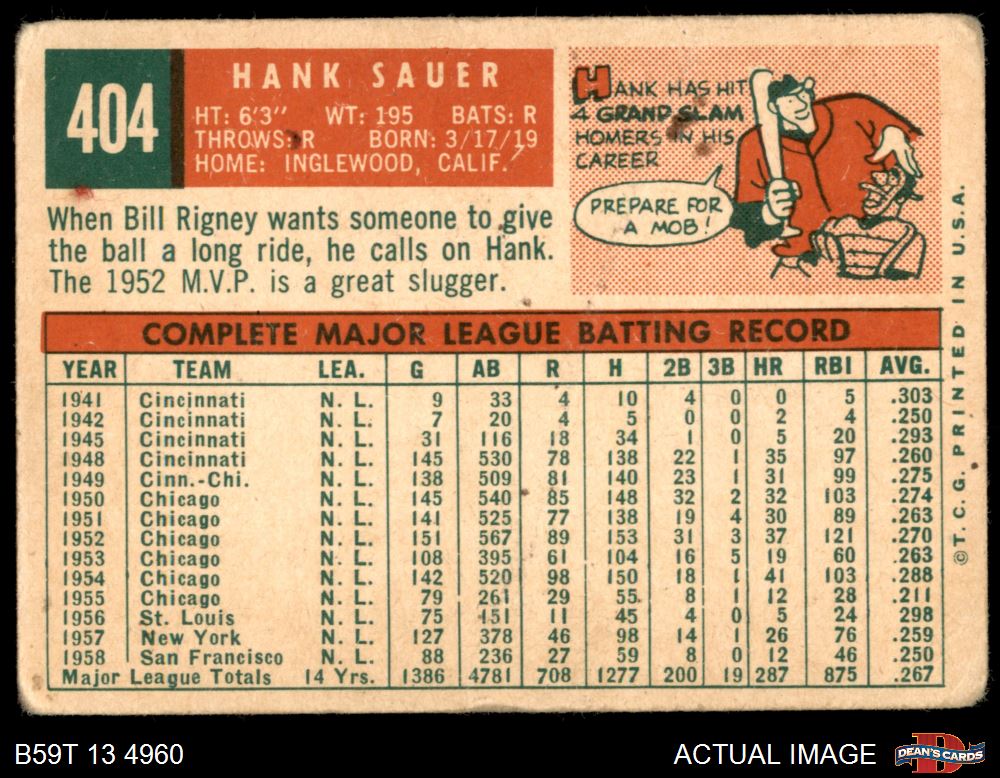 404
HANK SAUER
HT: 6'3" WT: 195 BATS: R
THROWS: R BORN: 3/17/19
HOME: INGLEWOOD, CALIF.
When Bill Rigney wants someone to give
the ball a long ride, he calls on Hank.
The 1952 M.V.P. is a great slugger.
HANK HAS HIT
4 GRAND SLAM
HOMERS IN HIS
CAREER
PREPARE FOR
A MOB!
COMPLETE MAJOR LEAGUE BATTING RECORD
YEAR TEAM LEA. G AB R H 2B 3B HR RBI AVG.
1941 Cincinnati N. L. 9 33 4 10 4 0 0 5 .303
1942 Cincinnati N. L. 7 20 4 5 0 0 2 4 .250
1945 Cincinnati N. L. 31 116 18 34 1 0 5 20 .293
1948 Cincinnati N. L. 145 530 78 138 22 1 35 97 .260
1949 Cinn.-Chi. N. L. 138 509 81 140 23 1 31 99 .275
1950 Chicago N. L. 145 540 85 148 32 2 32 103 .274
1951 Chicago N. L. 141 525 77 138 19 4 30 89 .263
1952 Chicago N. L. 151 567 89 153 31 3 37 121 .270
1953 Chicago N. L. 108 395 61 104 16 5 19 60 .263
1954 Chicago N. L. 142 520 98 150 18 1 41 103 .288
1955 Chicago N. L. 79 261 29 55 8 1 12 28 .211
1956 St. Louis N. L. 75 151 11 45 4 0 5 24 .298
1957 New York N. L. 127 378 46 98 14 1 26 76 .259
1958 San Francisco N. L. 88 236 27 59 8 0 12 46 .250
Major League Totals 14 Yrs. 1386 4781 708 1277 200 19 287 875 .267
© T. C. G. PRINTED IN U.S.A.
B59T 13 4960
ACTUAL IMAGE
DEAN'S CARDS